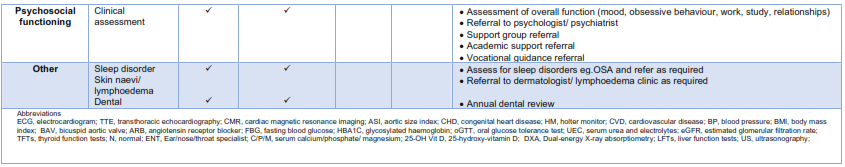 Psychosocial functioning Clinical assessment ✓ ✓ • Assessment of overall function (mood, obsessive behaviour, work, study, relationships)
• Referral to psychologist/ psychiatrist
• Support group referral
• Academic support referral
• Vocational guidance referral
Other Sleep disorder ✓ ✓ • Assess for sleep disorders eg.OSA and refer as required
Skin naevi/ lymphoedema • Referral to dermatologist/ lymphoedema clinic as required
Dental ✓ ✓ • Annual dental review
Abbreviations
ECG, electrocardiogram; TTE, transthoracic echocardiography; CMR, cardiac magnetic resonance imaging; ASI, aortic size index; CHD, congenital heart disease; HM, holter monitor; CVD, cardiovascular disease; BP, blood pressure; BMI, body mass
index; BAV, bicuspid aortic valve; ARB, angiotensin receptor blocker; FBG, fasting blood glucose; HBA1C, glycosylated haemoglobin; oGTT, oral glucose tolerance test; UEC, serum urea and electrolytes; eGFR, estimated glomerular filtration rate;
TFTs, thyroid function tests; N, normal; ENT, Ear/nose/throat specialist; C/P/M, serum calcium/phosphate/ magnesium; 25-OH Vit D, 25-hydroxy-vitamin D; DXA, Dual-energy X-ray absorptiometry; LFTs, liver function tests; US, ultrasonography;